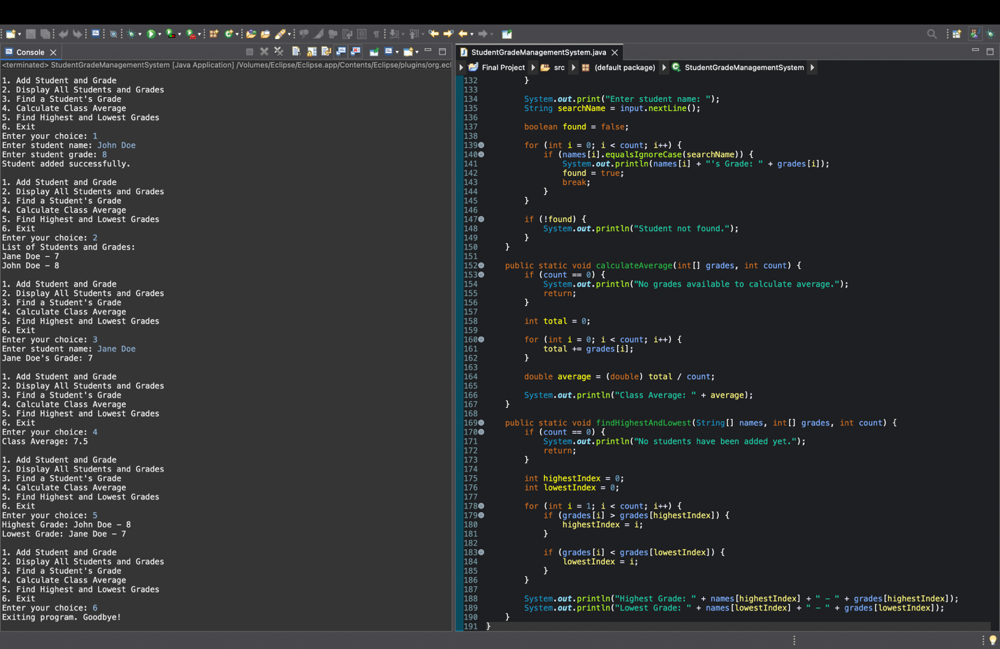 Console
<terminated> StudentGradeManagementSystem [Java Application] /Volumes/Eclipse/Eclipse.app/Contents/Eclipse/plugins/org.ecl
1. Add Student and Grade
2. Display All Students and Grades
3. Find a Student's Grade
4. Calculate Class Average
5. Find Highest and Lowest Grades
6. Exit
Enter your choice: 1
Enter student name: John Doe
Enter student grade: 8
Student added successfully.
1. Add Student and Grade
2. Display All Students and Grades
3. Find a Student's Grade
4. Calculate Class Average
5. Find Highest and Lowest Grades
6. Exit
Enter your choice: 2
List of Students and Grades:
Jane Doe - 7
John Doe - 8
1. Add Student and Grade
2. Display All Students and Grades
3. Find a Student's Grade
4. Calculate Class Average
5. Find Highest and Lowest Grades
6. Exit
Enter your choice: 3
Enter student name: Jane Doe
Jane Doe's Grade: 7
1. Add Student and Grade
2. Display All Students and Grades
3. Find a Student's Grade
4. Calculate Class Average
5. Find Highest and Lowest Grades
6. Exit
Enter your choice: 4
Class Average: 7.5
1. Add Student and Grade
2. Display All Students and Grades
3. Find a Student's Grade
4. Calculate Class Average
5. Find Highest and Lowest Grades
6. Exit
Enter your choice: 5
Highest Grade: John Doe - 8
Lowest Grade: Jane Doe - 7
1. Add Student and Grade
2. Display All Students and Grades
3. Find a Student's Grade
4. Calculate Class Average
5. Find Highest and Lowest Grades
6. Exit
Enter your choice: 6
Exiting program. Goodbye!
StudentGradeManagementSystem.java
Final Project src (default package) StudentGradeManagementSystem
132         }
133
134         System.out.print("Enter student name: ");
135         String searchName = input.nextLine();
136
137         boolean found = false;
138
139         for (int i = 0; i < count; i++) {
140             if (names[i].equalsIgnoreCase(searchName)) {
141                 System.out.println(names[i] + "'s Grade: " + grades[i]);
142                 found = true;
143                 break;
144             }
145         }
146
147         if (!found) {
148             System.out.println("Student not found.");
149         }
150     }
151
152     public static void calculateAverage(int[] grades, int count) {
153         if (count == 0) {
154             System.out.println("No grades available to calculate average.");
155             return;
156         }
157
158         int total = 0;
159
160         for (int i = 0; i < count; i++) {
161             total += grades[i];
162         }
163
164         double average = (double) total / count;
165
166         System.out.println("Class Average: " + average);
167     }
168
169     public static void findHighestAndLowest(String[] names, int[] grades, int count) {
170         if (count == 0) {
171             System.out.println("No students have been added yet.");
172             return;
173         }
174
175         int highestIndex = 0;
176         int lowestIndex = 0;
177
178         for (int i = 1; i < count; i++) {
179             if (grades[i] > grades[highestIndex]) {
180                 highestIndex = i;
181             }
182
183             if (grades[i] < grades[lowestIndex]) {
184                 lowestIndex = i;
185             }
186         }
187
188         System.out.println("Highest Grade: " + names[highestIndex] + " - " + grades[highestIndex]);
189         System.out.println("Lowest Grade: " + names[lowestIndex] + " - " + grades[lowestIndex]);
190     }
191 }